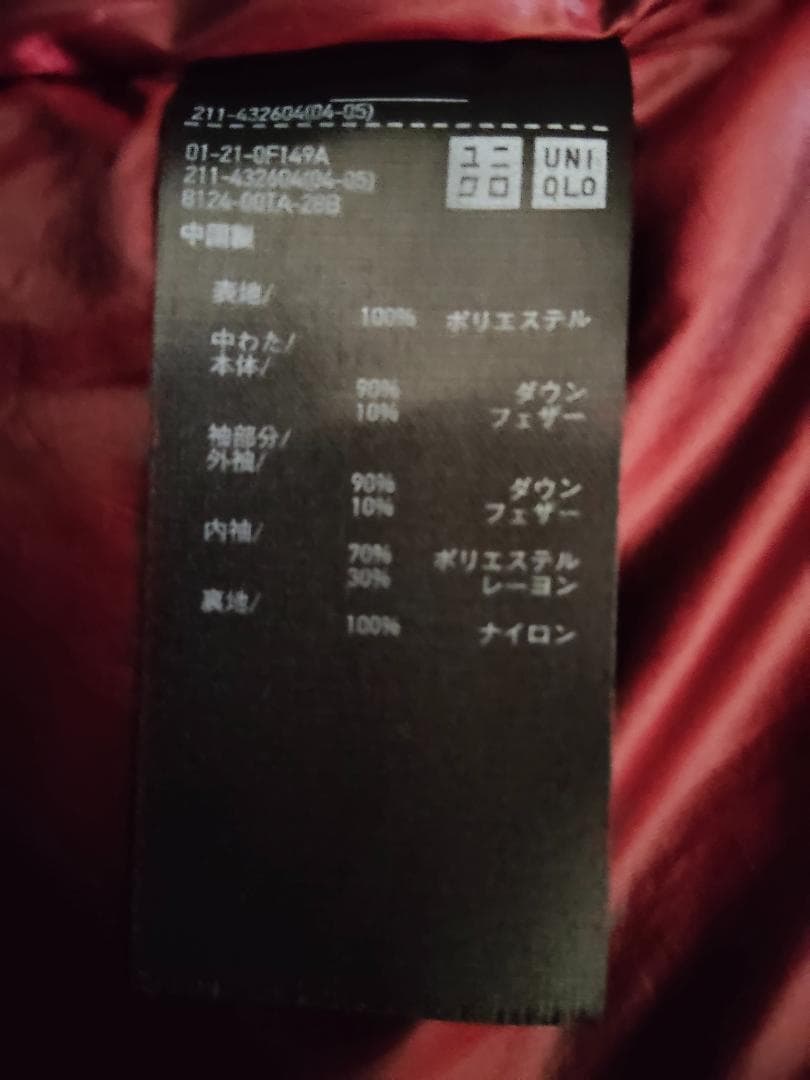 211-432604(04-05)
01-21-0F149A
211-432604(04-05)
8124-001A-28B
ユニクロ
UNIQLO
中国製
表地/
100% ポリエステル
中わた/
本体/
90% ダウン
10% フェザー
袖部分/
外袖/
90% ダウン
10% フェザー
内袖/
70% ポリエステル
30% レーヨン
裏地/
100% ナイロン